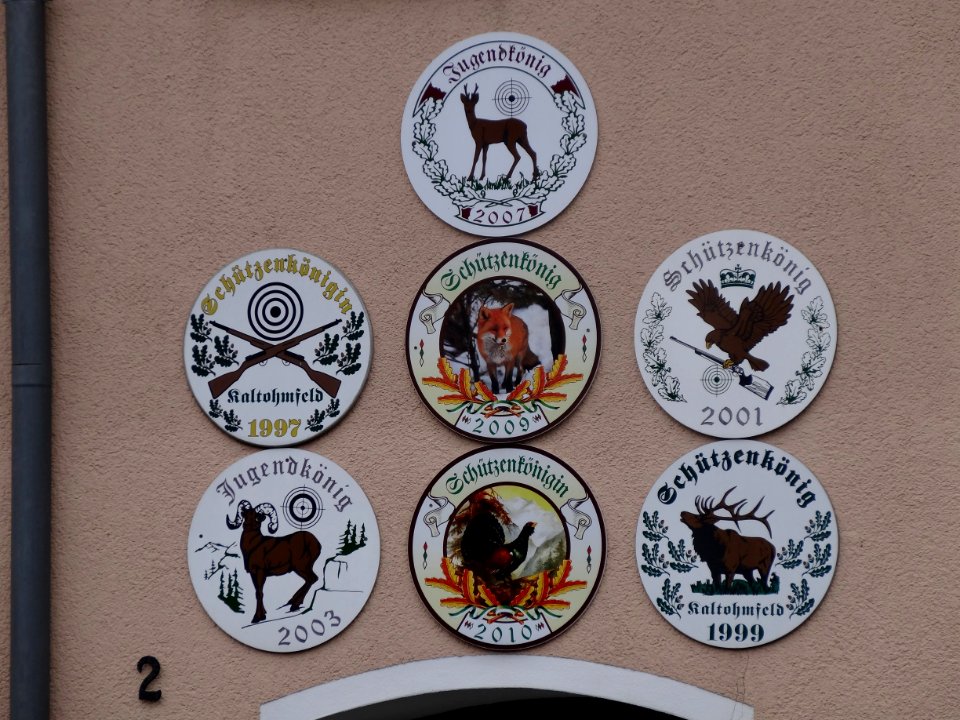 Jugendkönig
2007
Schützenkönigin
Kaltohmfeld
1997
Schützenkönig
2009
Schützenkönig
2001
Jugendkönig
2003
Schützenkönigin
2010
Schützenkönig
Kaltohmfeld
1999
2